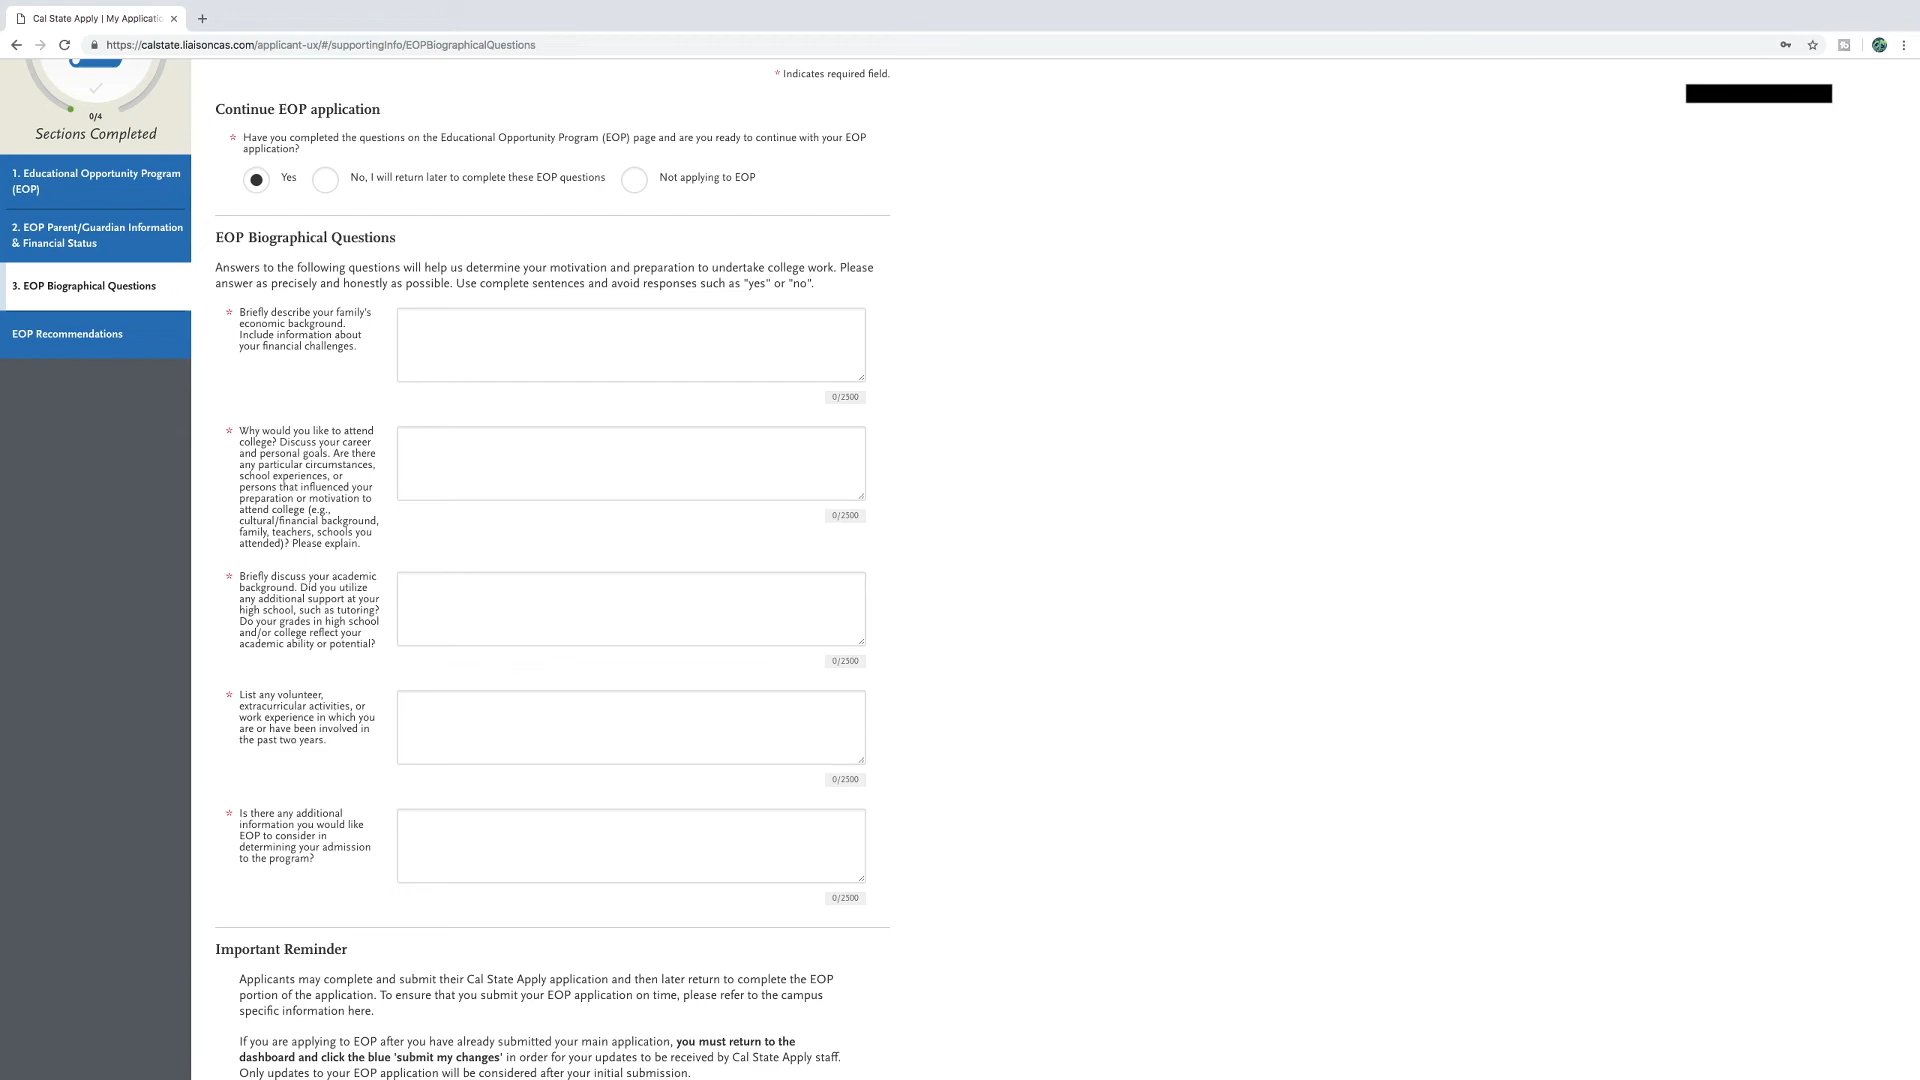 Cal State Apply | My Applicatio
https://calstate.liaisoncas.com/applicant-ux/#/supportingInfo/EOPBiographicalQuestions
* Indicates required field.
0/4
Sections Completed
1. Educational Opportunity Program
(EOP)
2. EOP Parent/Guardian Information
& Financial Status
3. EOP Biographical Questions
EOP Recommendations
Continue EOP application
* Have you completed the questions on the Educational Opportunity Program (EOP) page and are you ready to continue with your EOP
application?
Yes No, I will return later to complete these EOP questions Not applying to EOP
EOP Biographical Questions
Answers to the following questions will help us determine your motivation and preparation to undertake college work. Please
answer as precisely and honestly as possible. Use complete sentences and avoid responses such as "yes" or "no".
* Briefly describe your family's
economic background.
Include information about
your financial challenges.
0/2500
* Why would you like to attend
college? Discuss your career
and personal goals. Are there
any particular circumstances,
school experiences, or
persons that influenced your
preparation or motivation to
attend college (e.g.,
cultural/financial background,
family, teachers, schools you
attended)? Please explain.
0/2500
* Briefly discuss your academic
background. Did you utilize
any additional support at your
high school, such as tutoring?
Do your grades in high school
and/or college reflect your
academic ability or potential?
0/2500
* List any volunteer,
extracurricular activities, or
work experience in which you
are or have been involved in
the past two years.
0/2500
* Is there any additional
information you would like
EOP to consider in
determining your admission
to the program?
0/2500
Important Reminder
Applicants may complete and submit their Cal State Apply application and then later return to complete the EOP
portion of the application. To ensure that you submit your EOP application on time, please refer to the campus
specific information here.
If you are applying to EOP after you have already submitted your main application, you must return to the
dashboard and click the blue 'submit my changes' in order for your updates to be received by Cal State Apply staff.
Only updates to your EOP application will be considered after your initial submission.